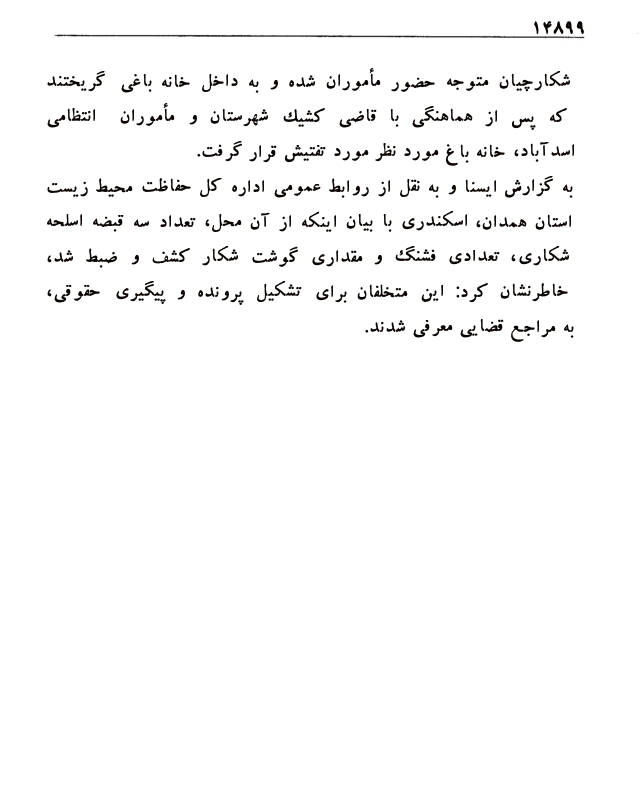 ۱۴۸۹۹
شکارچیان متوجه حضور مأموران شده و به داخل خانه باغی گریختند
که پس از هماهنگی با قاضی کشیك شهرستان و مأموران انتظامی
اسدآباد، خانه باغ مورد نظر مورد تفتیش قرار گرفت.
به گزارش ایسنا و به نقل از روابط عمومی اداره کل حفاظت محیط زیست
استان همدان، اسکندری با بیان اینکه از آن محل، تعداد سه قبضه اسلحه
شکاری، تعدادی فشنگ و مقداری گوشت شکار کشف و ضبط شد،
خاطرنشان کرد: این متخلفان برای تشکیل پرونده و پیگیری حقوقی،
به مراجع قضایی معرفی شدند.